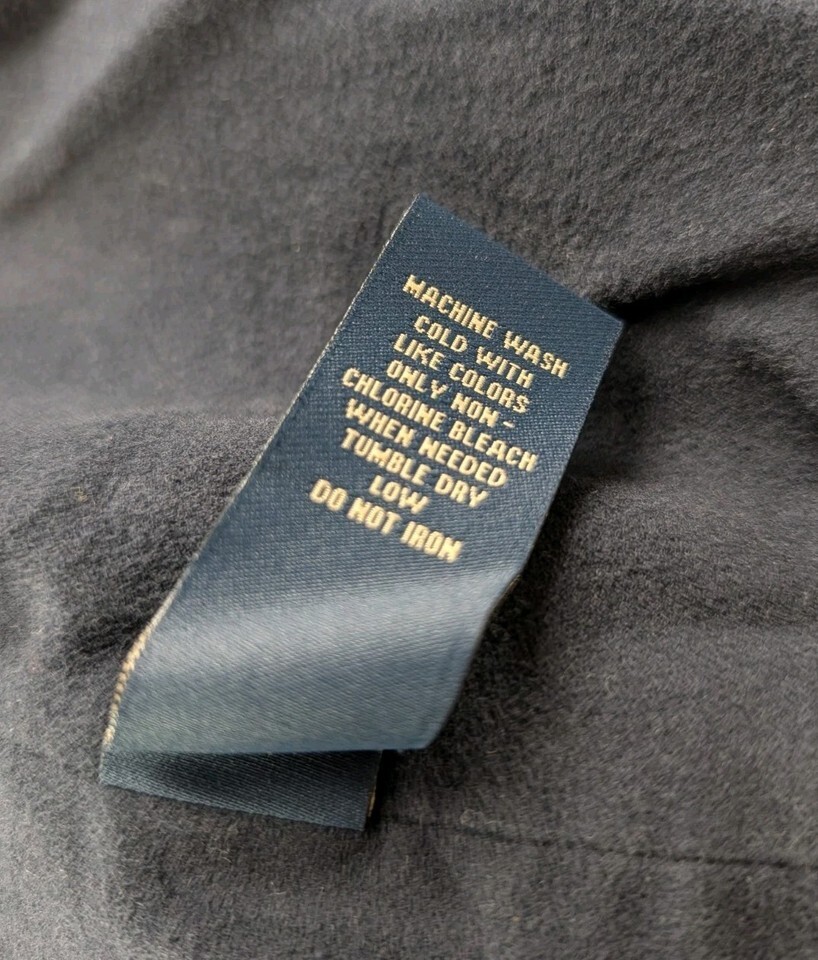 MACHINE WASH
COLD WITH
LIKE COLORS
ONLY NON -
CHLORINE BLEACH
WHEN NEEDED
TUMBLE DRY
LOW
DO NOT IRON